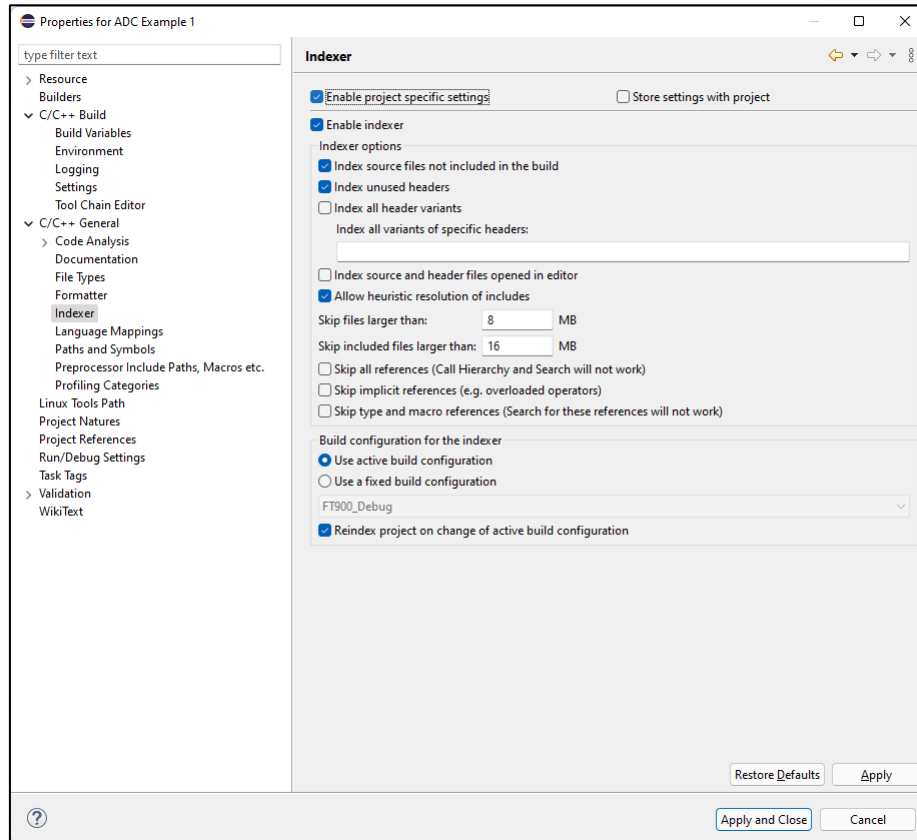 Properties for ADC Example 1
type filter text
Resource
Builders
C/C++ Build
Build Variables
Environment
Logging
Settings
Tool Chain Editor
C/C++ General
Code Analysis
Documentation
File Types
Formatter
Indexer
Language Mappings
Paths and Symbols
Preprocessor Include Paths, Macros etc.
Profiling Categories
Linux Tools Path
Project Natures
Project References
Run/Debug Settings
Task Tags
Validation
WikiText
Indexer
Enable project specific settings
Store settings with project
Enable indexer
Indexer options
Index source files not included in the build
Index unused headers
Index all header variants
Index all variants of specific headers:
Index source and header files opened in editor
Allow heuristic resolution of includes
Skip files larger than: 8 MB
Skip included files larger than: 16 MB
Skip all references (Call Hierarchy and Search will not work)
Skip implicit references (e.g. overloaded operators)
Skip type and macro references (Search for these references will not work)
Build configuration for the indexer
Use active build configuration
Use a fixed build configuration
FT900_Debug
Reindex project on change of active build configuration
Restore Defaults
Apply
Apply and Close
Cancel